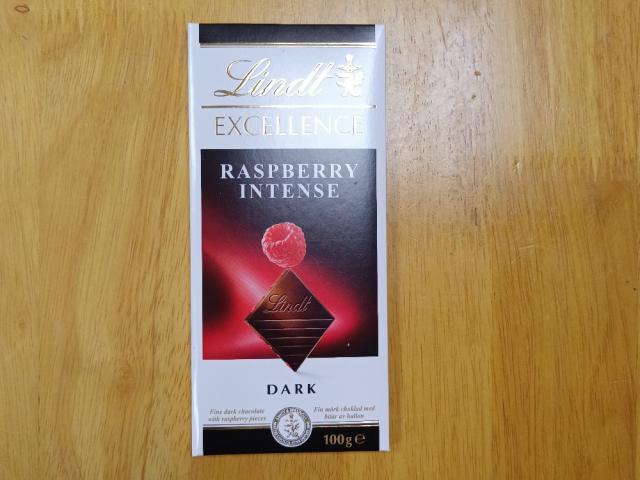 Lindt
EXCELLENCE
RASPBERRY
INTENSE
Lindt
DARK
Fine dark chocolate
with raspberry pieces
Fin mörk choklad med
bitar av hallon
100g ℮